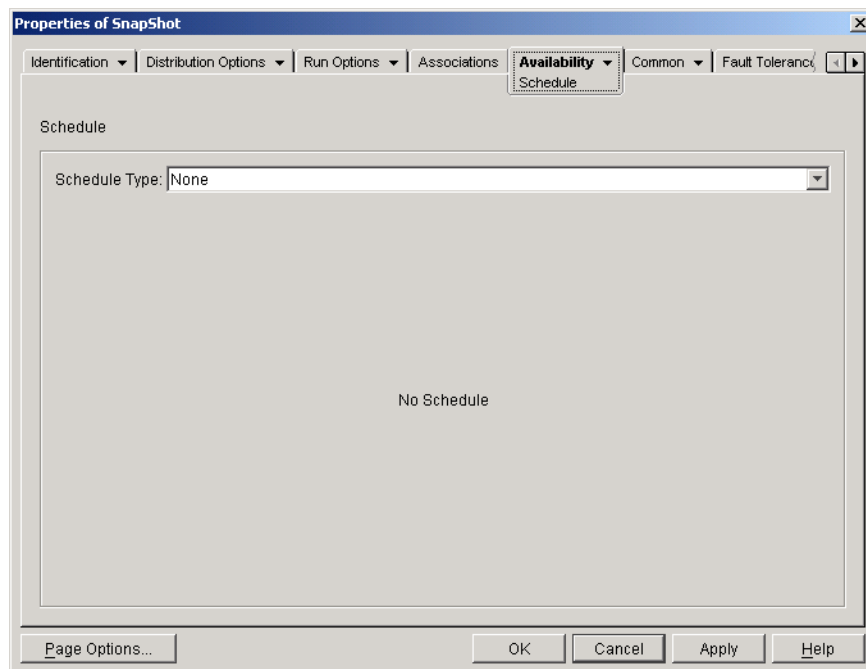 Properties of SnapShot
Identification Distribution Options Run Options Associations Availability Common Fault Tolerance
Schedule
Schedule
Schedule Type: None
No Schedule
Page Options... OK Cancel Apply Help